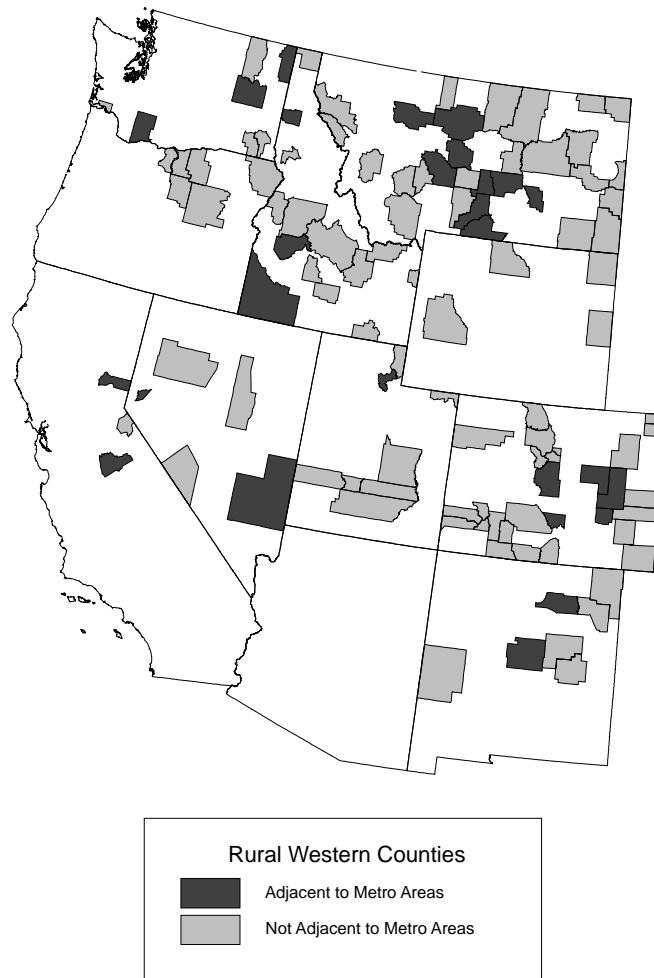 Rural Western Counties
Adjacent to Metro Areas
Not Adjacent to Metro Areas